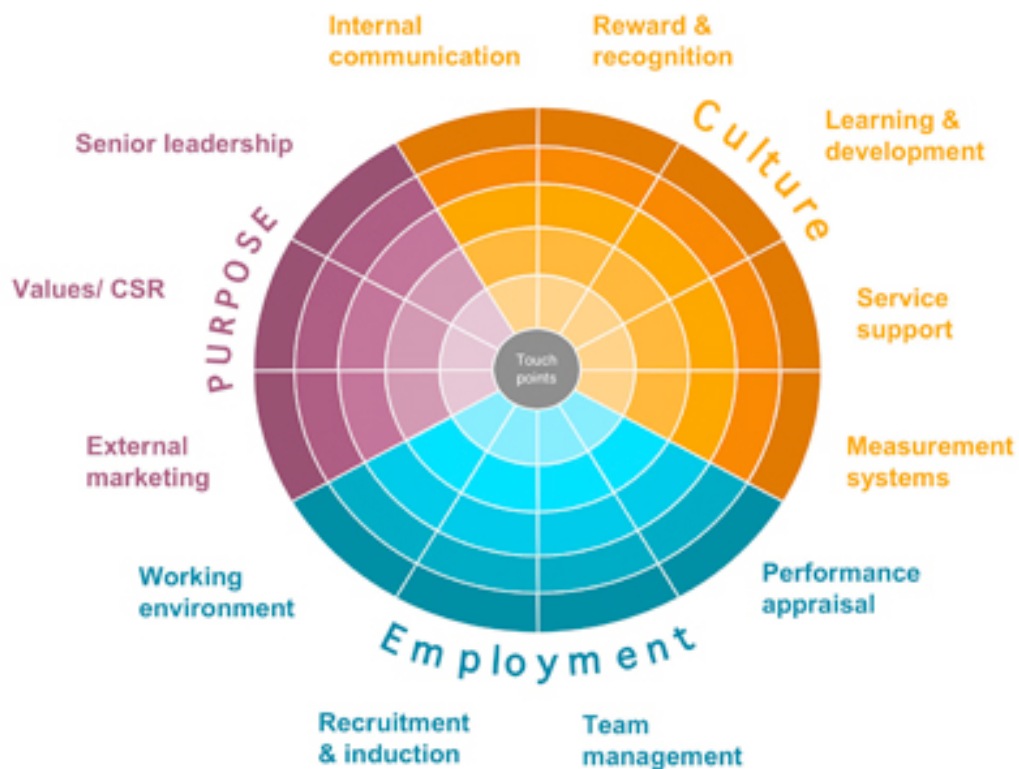 Internal
communication
Reward &
recognition
Culture
Learning &
development
Senior leadership
PURPOSE
Values/ CSR
Service
support
Touch
points
External
marketing
Measurement
systems
Working
environment
Performance
appraisal
Employment
Recruitment
& induction
Team
management